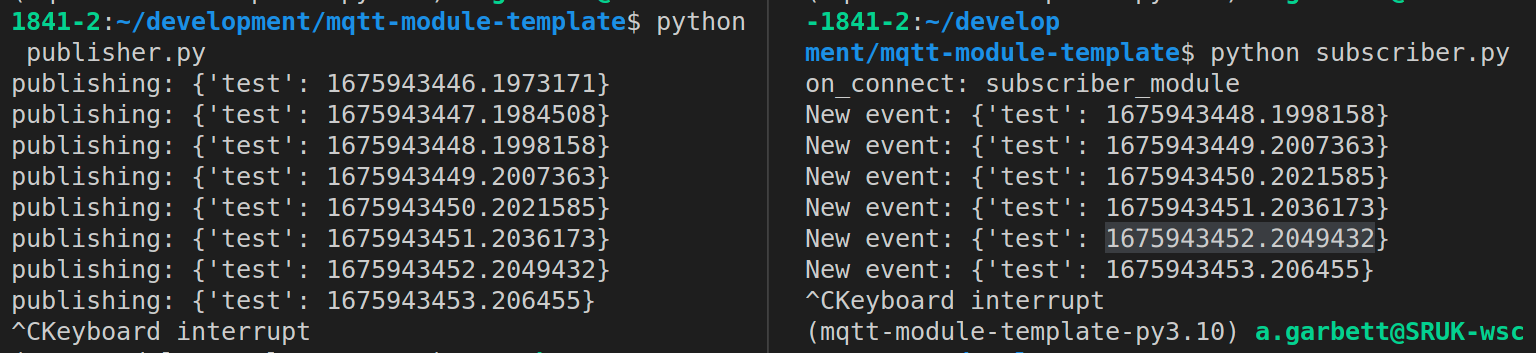 1841-2:~/development/mqtt-module-template$ python
publisher.py
publishing: {'test': 1675943446.1973171}
publishing: {'test': 1675943447.1984508}
publishing: {'test': 1675943448.1998158}
publishing: {'test': 1675943449.2007363}
publishing: {'test': 1675943450.2021585}
publishing: {'test': 1675943451.2036173}
publishing: {'test': 1675943452.2049432}
publishing: {'test': 1675943453.206455}
^CKeyboard interrupt
-1841-2:~/develop
ment/mqtt-module-template$ python subscriber.py
on_connect: subscriber_module
New event: {'test': 1675943448.1998158}
New event: {'test': 1675943449.2007363}
New event: {'test': 1675943450.2021585}
New event: {'test': 1675943451.2036173}
New event: {'test': 1675943452.2049432}
New event: {'test': 1675943453.206455}
^CKeyboard interrupt
(mqtt-module-template-py3.10) a.garbett@SRUK-wsc